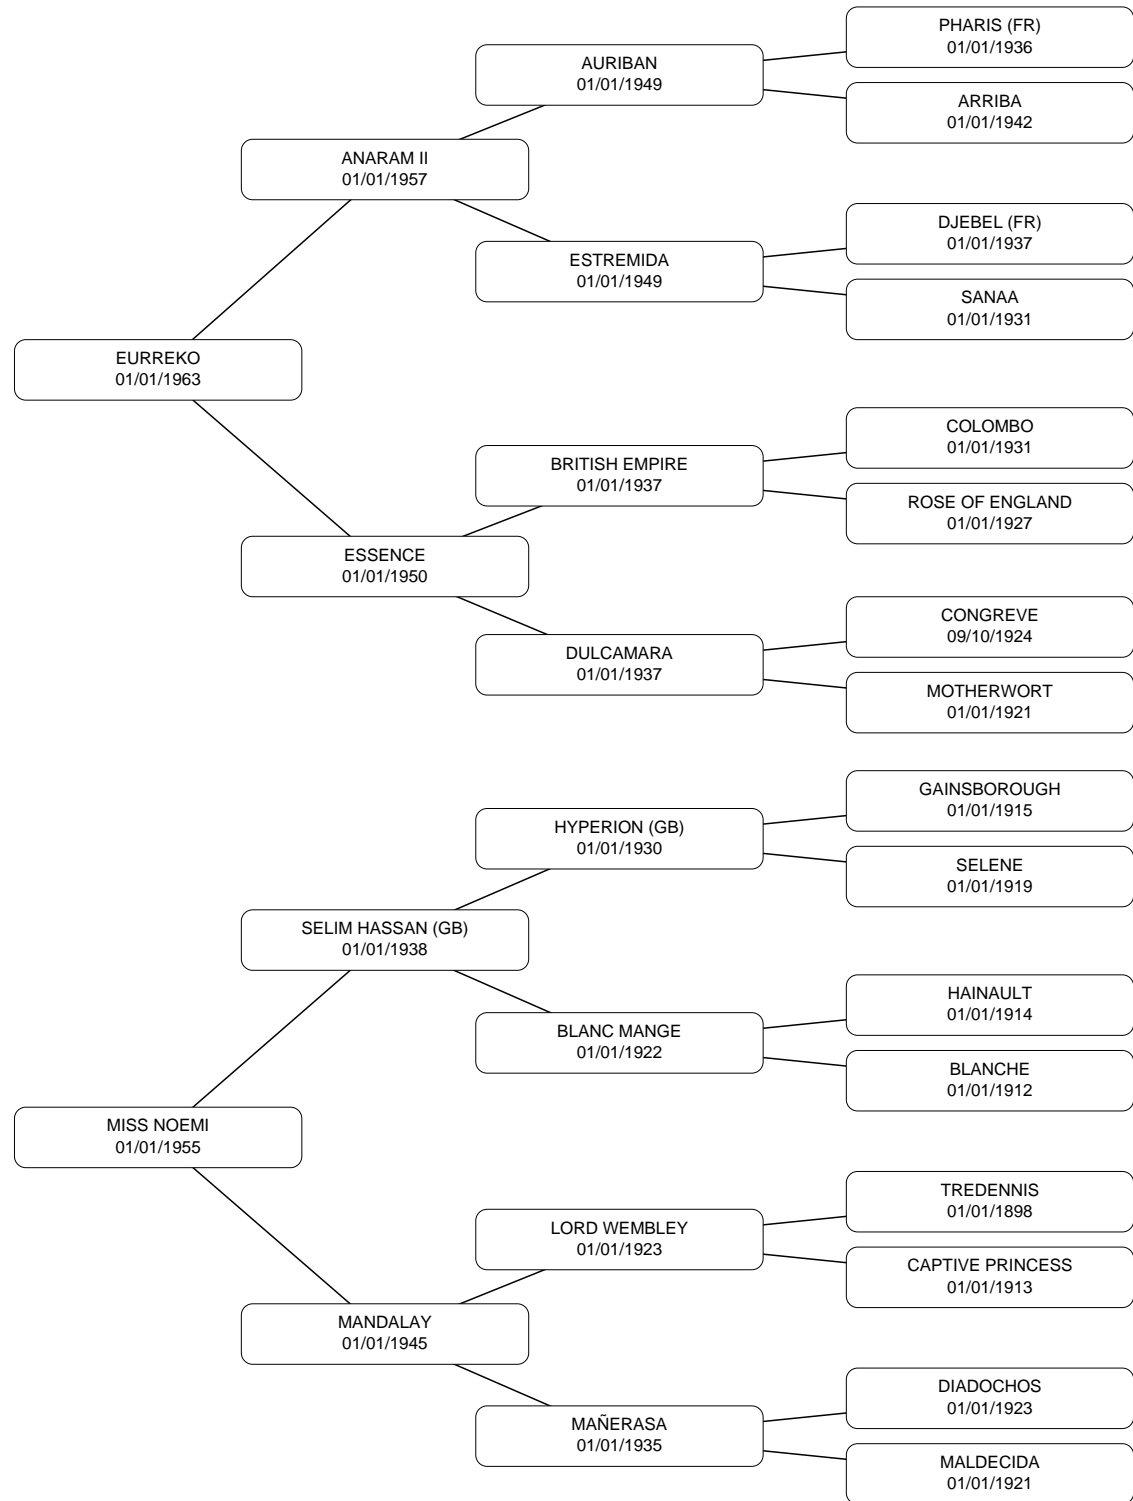 PHARIS (FR)
01/01/1936
AURIBAN
01/01/1949
ARRIBA
01/01/1942
ANARAM II
01/01/1957
DJEBEL (FR)
01/01/1937
ESTREMIDA
01/01/1949
SANAA
01/01/1931
EURREKO
01/01/1963
COLOMBO
01/01/1931
BRITISH EMPIRE
01/01/1937
ROSE OF ENGLAND
01/01/1927
ESSENCE
01/01/1950
CONGREVE
09/10/1924
DULCAMARA
01/01/1937
MOTHERWORT
01/01/1921
GAINSBOROUGH
01/01/1915
HYPERION (GB)
01/01/1930
SELENE
01/01/1919
SELIM HASSAN (GB)
01/01/1938
HAINAULT
01/01/1914
BLANC MANGE
01/01/1922
BLANCHE
01/01/1912
MISS NOEMI
01/01/1955
TREDENNIS
01/01/1898
LORD WEMBLEY
01/01/1923
CAPTIVE PRINCESS
01/01/1913
MANDALAY
01/01/1945
DIADOCHOS
01/01/1923
MAÑERASA
01/01/1935
MALDECIDA
01/01/1921